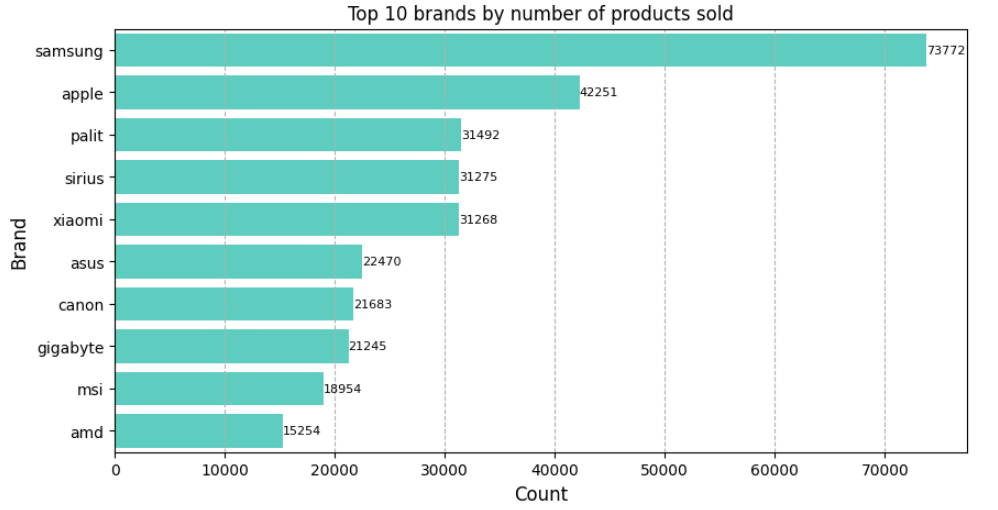 Top 10 brands by number of products sold
Brand
samsung 73772
apple 42251
palit 31492
sirius 31275
xiaomi 31268
asus 22470
canon 21683
gigabyte 21245
msi 18954
amd 15254
0 10000 20000 30000 40000 50000 60000 70000
Count